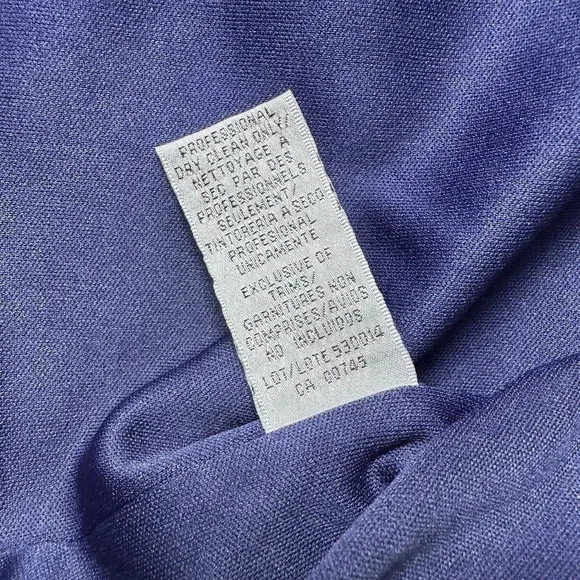 PROFESSIONAL
DRY CLEAN ONLY/
NETTOYAGE A
SEC PAR DES
PROFESSIONNELS
SEULEMENT/
TINTORERIA A SECO
PROFESIONAL
UNICAMENTE
EXCLUSIVE OF
TRIMS/
GARNITURES NON
COMPRISES/AVIOS
NO INCLUIDOS
LOT/LOTE 530014
CA 00745